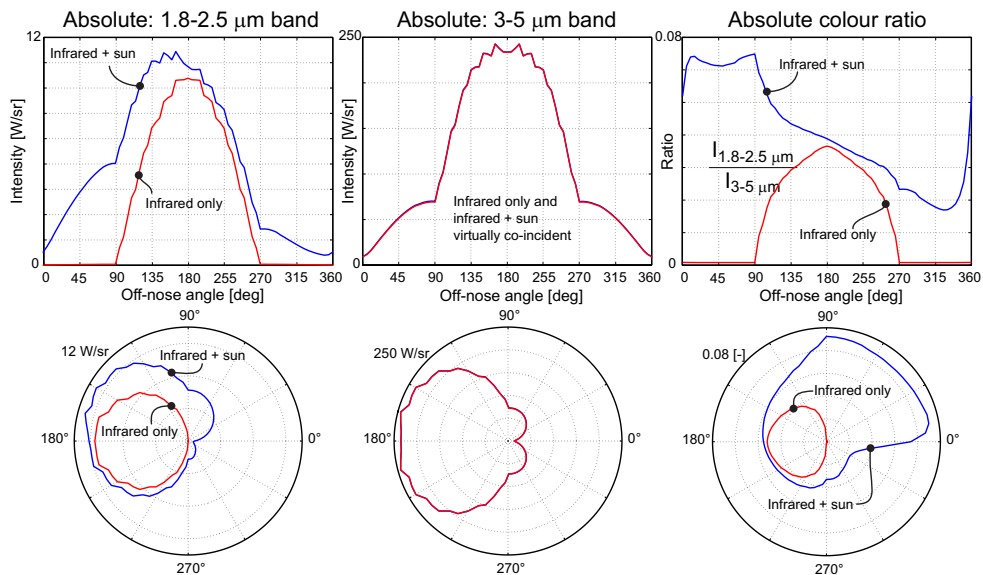 Absolute: 1.8-2.5 μm band
12
Infrared + sun
Intensity [W/sr]
Infrared only
0
0 45 90 135 180 225 270 315 360
Off-nose angle [deg]
Absolute: 3-5 μm band
250
Intensity [W/sr]
Infrared only and
infrared + sun
virtually co-incident
0
0 45 90 135 180 225 270 315 360
Off-nose angle [deg]
Absolute colour ratio
0.08
Infrared + sun
Ratio
I1.8-2.5 μm
I3-5 μm
Infrared only
0
0 45 90 135 180 225 270 315 360
Off-nose angle [deg]
90°
12 W/sr
Infrared + sun
Infrared only
180°
0°
270°
90°
250 W/sr
180°
0°
270°
90°
0.08 [-]
Infrared only
180°
0°
Infrared + sun
270°